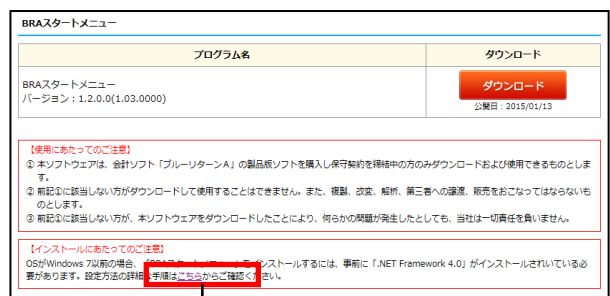 BRAスタートメニュー
プログラム名
ダウンロード
BRAスタートメニュー
バージョン：1.2.0.0(1.03.0000)
ダウンロード
公開日：2015/01/13
【使用にあたってのご注意】
① 本ソフトウェアは、会計ソフト「ブルーリターンＡ」の製品版ソフトを購入し保守契約を締結中の方のみダウンロードおよび使用できるものとしま
す。
② 前記①に該当しない方がダウンロードして使用することはできません。また、複製、改変、解析、第三者への譲渡、販売をおこなってはならないも
のとします。
③ 前記①に該当しない方が、本ソフトウェアをダウンロードしたことにより、何らかの問題が発生したとしても、当社は一切責任を負いません。
【インストールにあたってのご注意】
OSがWindows 7以前の場合、「BRAスタートメニュー」をインストールするには、事前に「.NET Framework 4.0」がインストールされいている必
要があります。設定方法の詳細な手順はこちらからご確認ください。